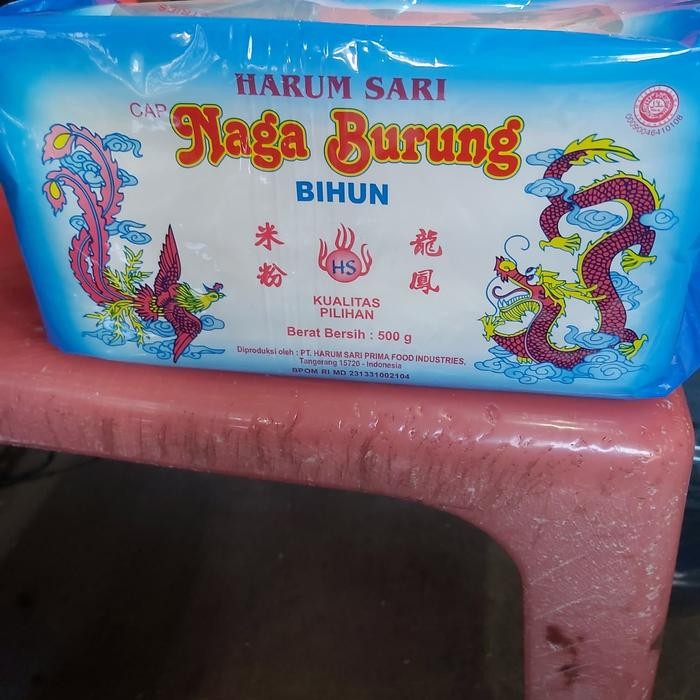 HARUM SARI
CAP Naga Burung
BIHUN
米粉
龍鳳
HS
KUALITAS
PILIHAN
Berat Bersih : 500 g
Diproduksi oleh : PT. HARUM SARI PRIMA FOOD INDUSTRIES,
Tangerang 15720 - Indonesia
BPOM RI MD 231331002104
00090046410108